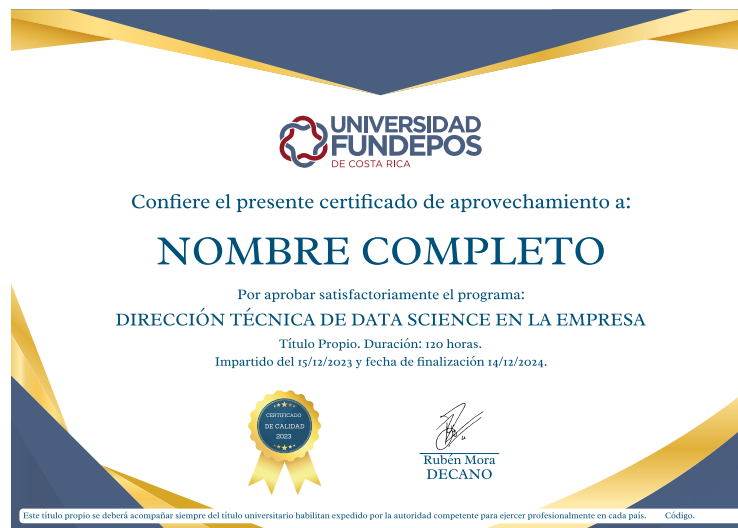 UNIVERSIDAD
FUNDEPOS
DE COSTA RICA
Confiere el presente certificado de aprovechamiento a:
NOMBRE COMPLETO
Por aprobar satisfactoriamente el programa:
DIRECCIÓN TÉCNICA DE DATA SCIENCE EN LA EMPRESA
Título Propio. Duración: 120 horas.
Impartido del 15/12/2023 y fecha de finalización 14/12/2024.
CERTIFICADO
DE CALIDAD
2023
Rubén Mora
DECANO
Este título propio se deberá acompañar siempre del título universitario habilitan expedido por la autoridad competente para ejercer profesionalmente en cada país. Código.